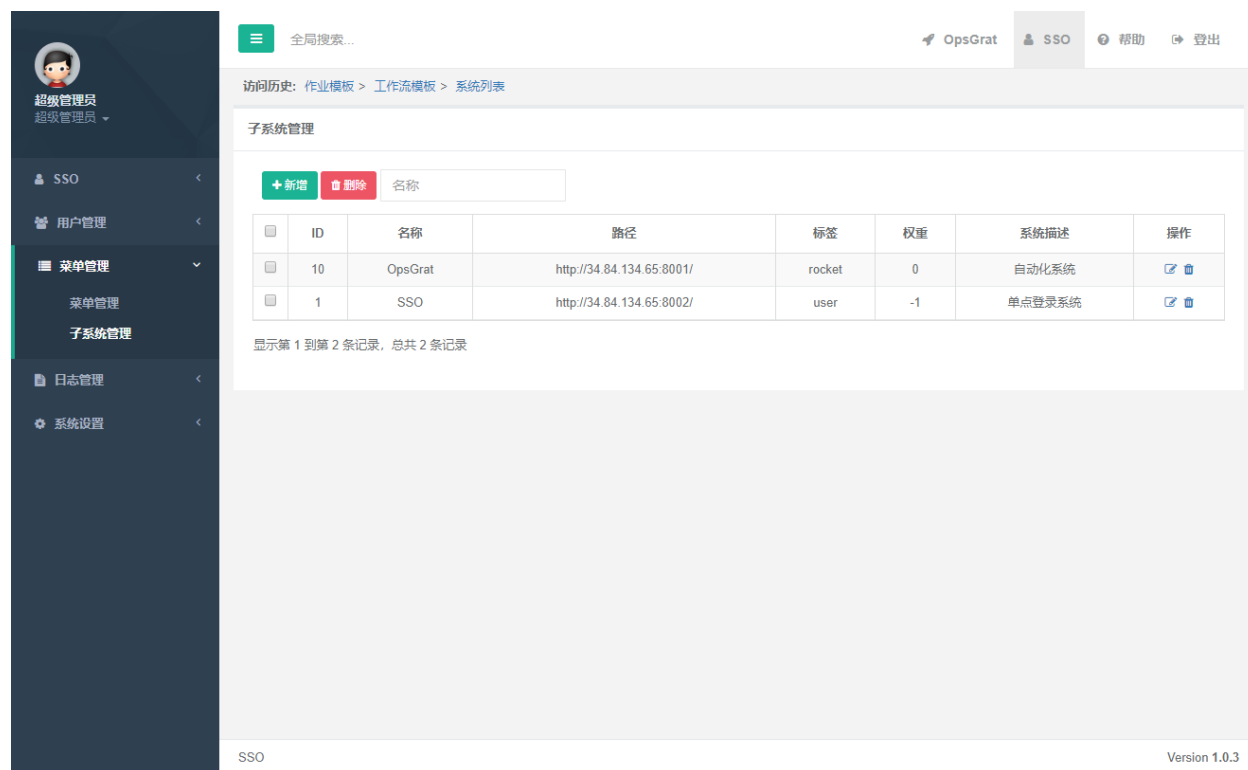 全局搜索...
OpsGrat SSO 帮助 登出
超级管理员
超级管理员
访问历史: 作业模板 > 工作流模板 > 系统列表
子系统管理
SSO
用户管理
菜单管理
菜单管理
子系统管理
日志管理
系统设置
新增 删除 名称
ID 名称 路径 标签 权重 系统描述 操作
10 OpsGrat http://34.84.134.65:8001/ rocket 0 自动化系统
1 SSO http://34.84.134.65:8002/ user -1 单点登录系统
显示第 1 到第 2 条记录，总共 2 条记录
SSO
Version 1.0.3